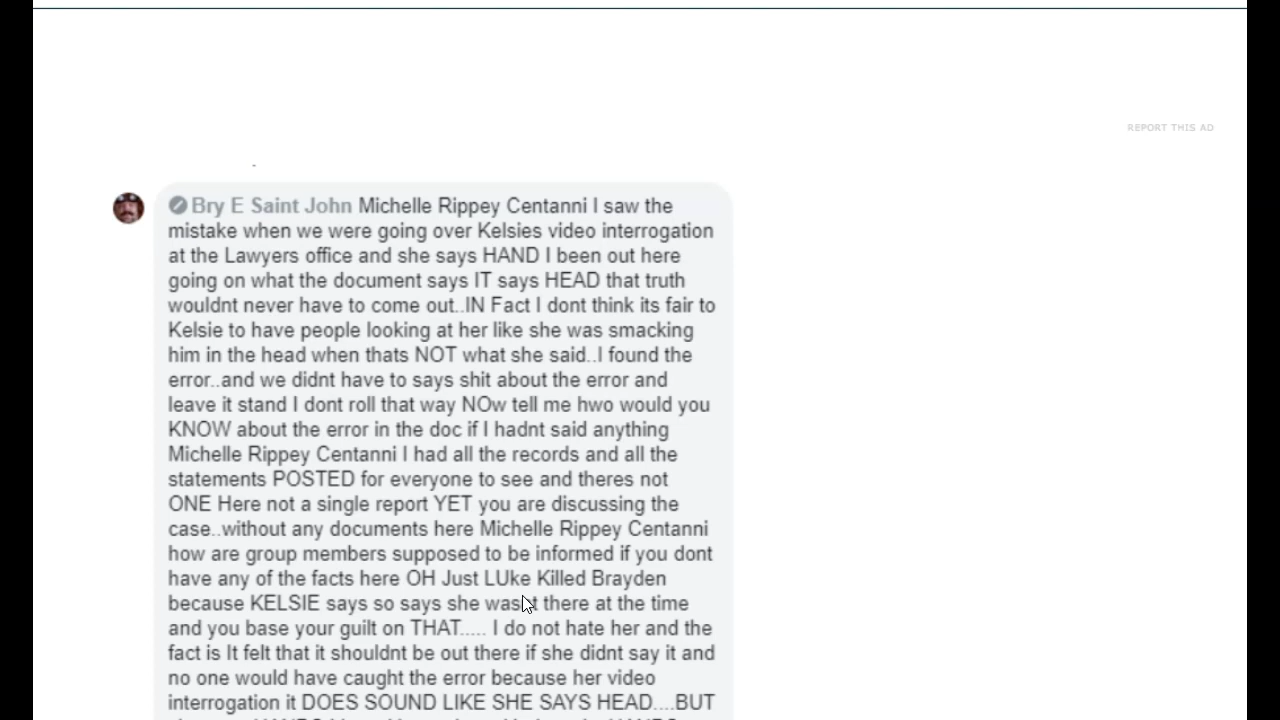 REPORT THIS AD
Bry E Saint John Michelle Rippey Centanni I saw the
mistake when we were going over Kelsies video interrogation
at the Lawyers office and she says HAND I been out here
going on what the document says IT says HEAD that truth
wouldnt never have to come out..IN Fact I dont think its fair to
Kelsie to have people looking at her like she was smacking
him in the head when thats NOT what she said..I found the
error..and we didnt have to says shit about the error and
leave it stand I dont roll that way NOw tell me hwo would you
KNOW about the error in the doc if I hadnt said anything
Michelle Rippey Centanni I had all the records and all the
statements POSTED for everyone to see and theres not
ONE Here not a single report YET you are discussing the
case..without any documents here Michelle Rippey Centanni
how are group members supposed to be informed if you dont
have any of the facts here OH Just LUke Killed Brayden
because KELSIE says so says she there at the time
and you base your guilt on THAT..... I do not hate her and the
fact is It felt that it shouldnt be out there if she didnt say it and
no one would have caught the error because her video
interrogation it DOES SOUND LIKE SHE SAYS HEAD....BUT